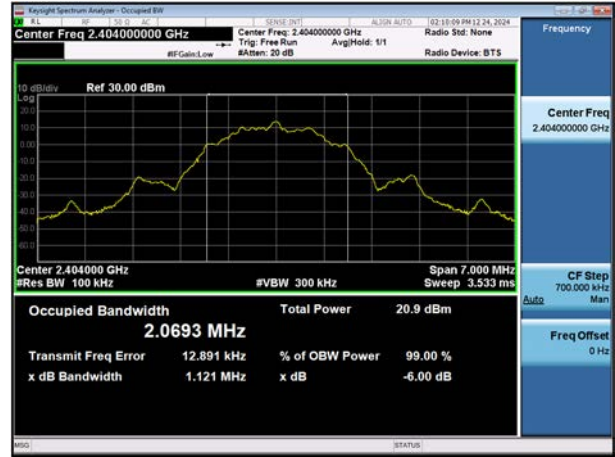 Keysight Spectrum Analyzer - Occupied BW
RL RF 50 Ω AC SENSE:INT ALIGN AUTO 02:10:09 PM
Center Freq 2.404000000 GHz
#IFGain:Low
Center Freq: 2.404000000 GHz
Trig: Free Run Avg|Hold: 1/1
#Atten: 20 dB
Radio Std: None
Radio Device: BTS
Frequency
10 dB/div Ref 30.00 dBm
Log
20.0
10.0
0.00
10.0
20.0
30.0
40.0
50.0
60.0
Center 2.404000 GHz Span 7.000 MHz
#Res BW 100 kHz #VBW 300 kHz Sweep 3.533 ms
Occupied Bandwidth Total Power 20.9 dBm
2.0693 MHz
Transmit Freq Error 12.891 kHz % of OBW Power 99.00 %
x dB Bandwidth 1.121 MHz x dB -6.00 dB
Center Freq
2.404000000 GHz
CF Step
700.000 kHz
Auto Man
Freq Offset
0 Hz
MSG STATUS